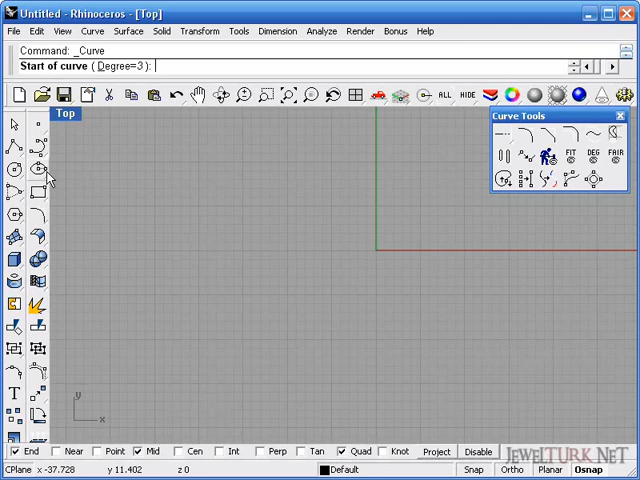 Untitled - Rhinoceros - [Top]
File Edit View Curve Surface Solid Transform Tools Dimension Analyze Render Bonus Help
Command: _Curve
Start of curve ( Degree=3 ):
ALL HIDE
Top
Curve Tools
FIT DEG FAIR
T
y
x
End Near Point Mid Cen Int Perp Tan Quad Knot Project Disable
JEWELTURK.NET
CPlane x -37.728 y 11.402 z 0 Default Snap Ortho Planar Osnap